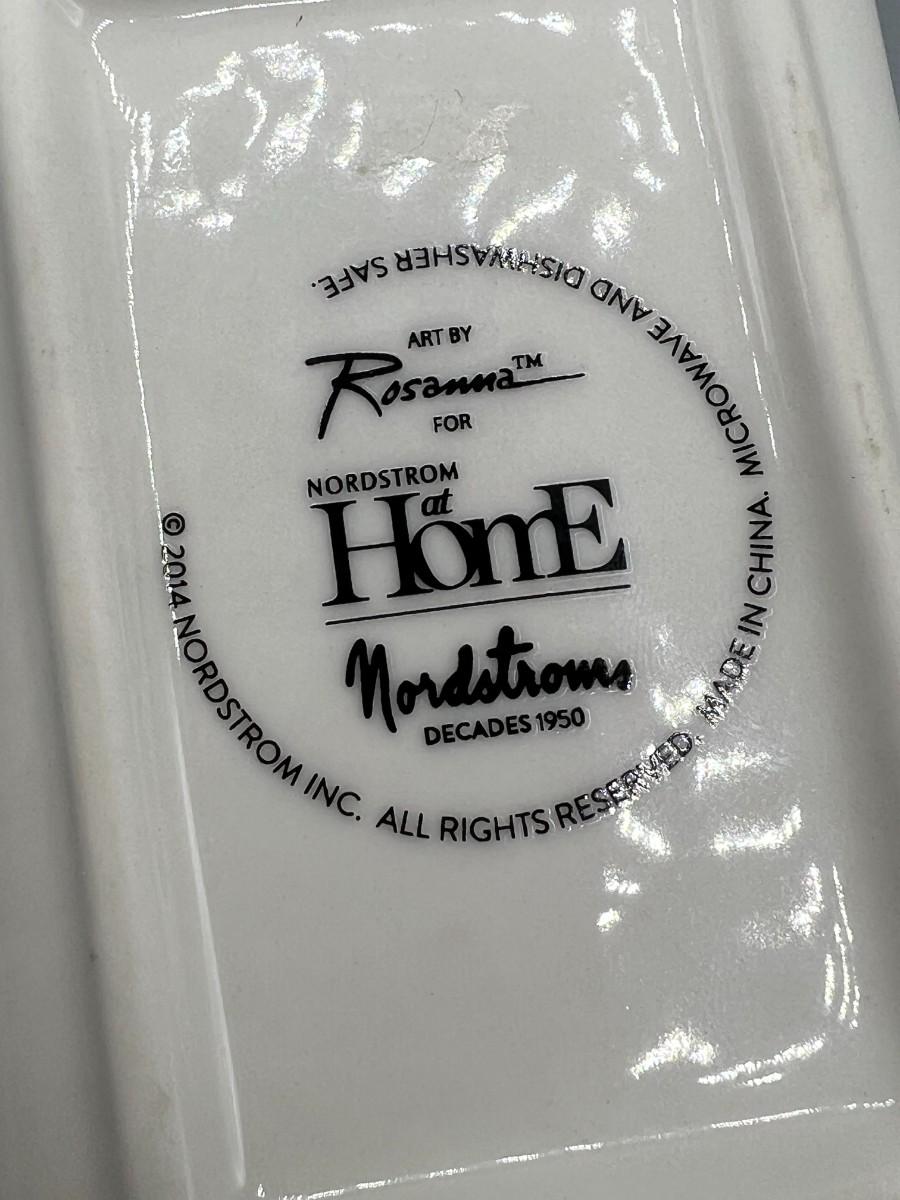 ART BY
Rosanna™
FOR
NORDSTROM
at
HomE
Nordstroms
DECADES 1950
© 2014 NORDSTROM INC. ALL RIGHTS RESERVED. MADE IN CHINA. MICROWAVE AND DISHWASHER SAFE.